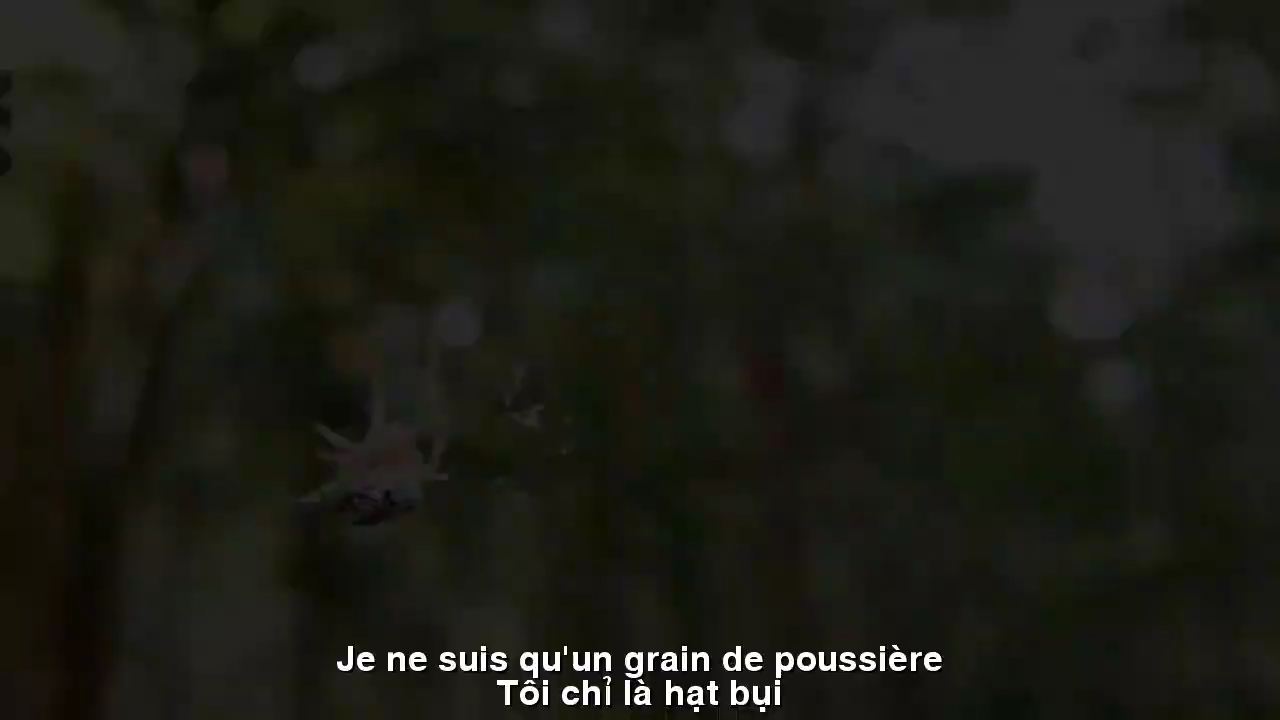 Je ne suis qu'un grain de poussière
Tôi chỉ là hạt bụi